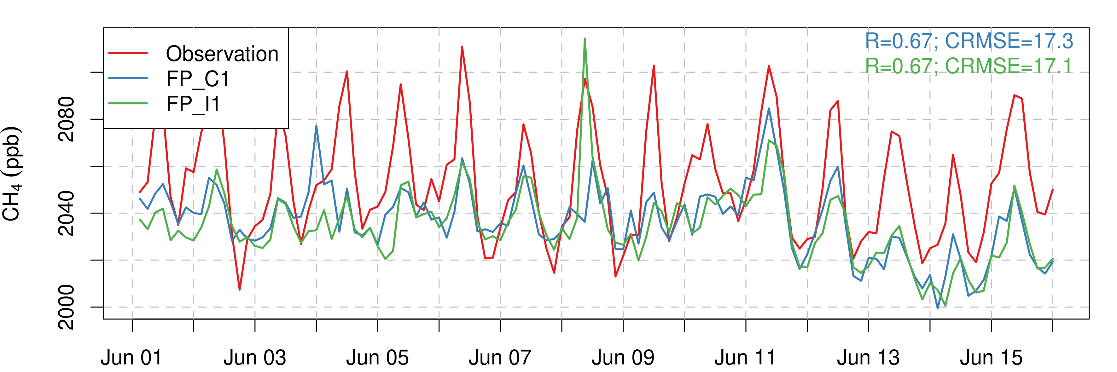 Observation
FP_C1
FP_I1
R=0.67; CRMSE=17.3
R=0.67; CRMSE=17.1
CH4 (ppb)
2080
2040
2000
Jun 01 Jun 03 Jun 05 Jun 07 Jun 09 Jun 11 Jun 13 Jun 15